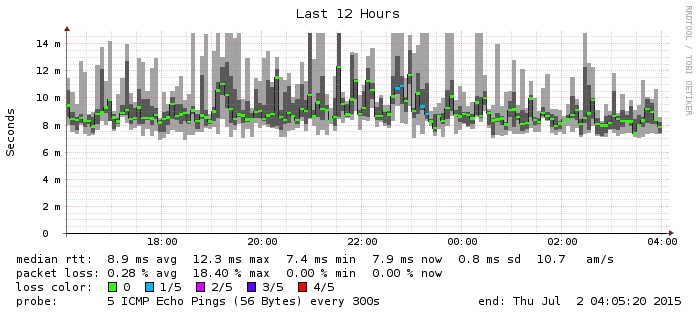 Last 12 Hours
RRDTOOL / TOBI OETIKER
Seconds
14 m
12 m
10 m
8 m
6 m
4 m
2 m
0
18:00 20:00 22:00 00:00 02:00 04:00
median rtt: 8.9 ms avg 12.3 ms max 7.4 ms min 7.9 ms now 0.8 ms sd 10.7 am/s
packet loss: 0.28 % avg 18.40 % max 0.00 % min 0.00 % now
loss color: 0 1/5 2/5 3/5 4/5
probe: 5 ICMP Echo Pings (56 Bytes) every 300s end: Thu Jul 2 04:05:20 2015